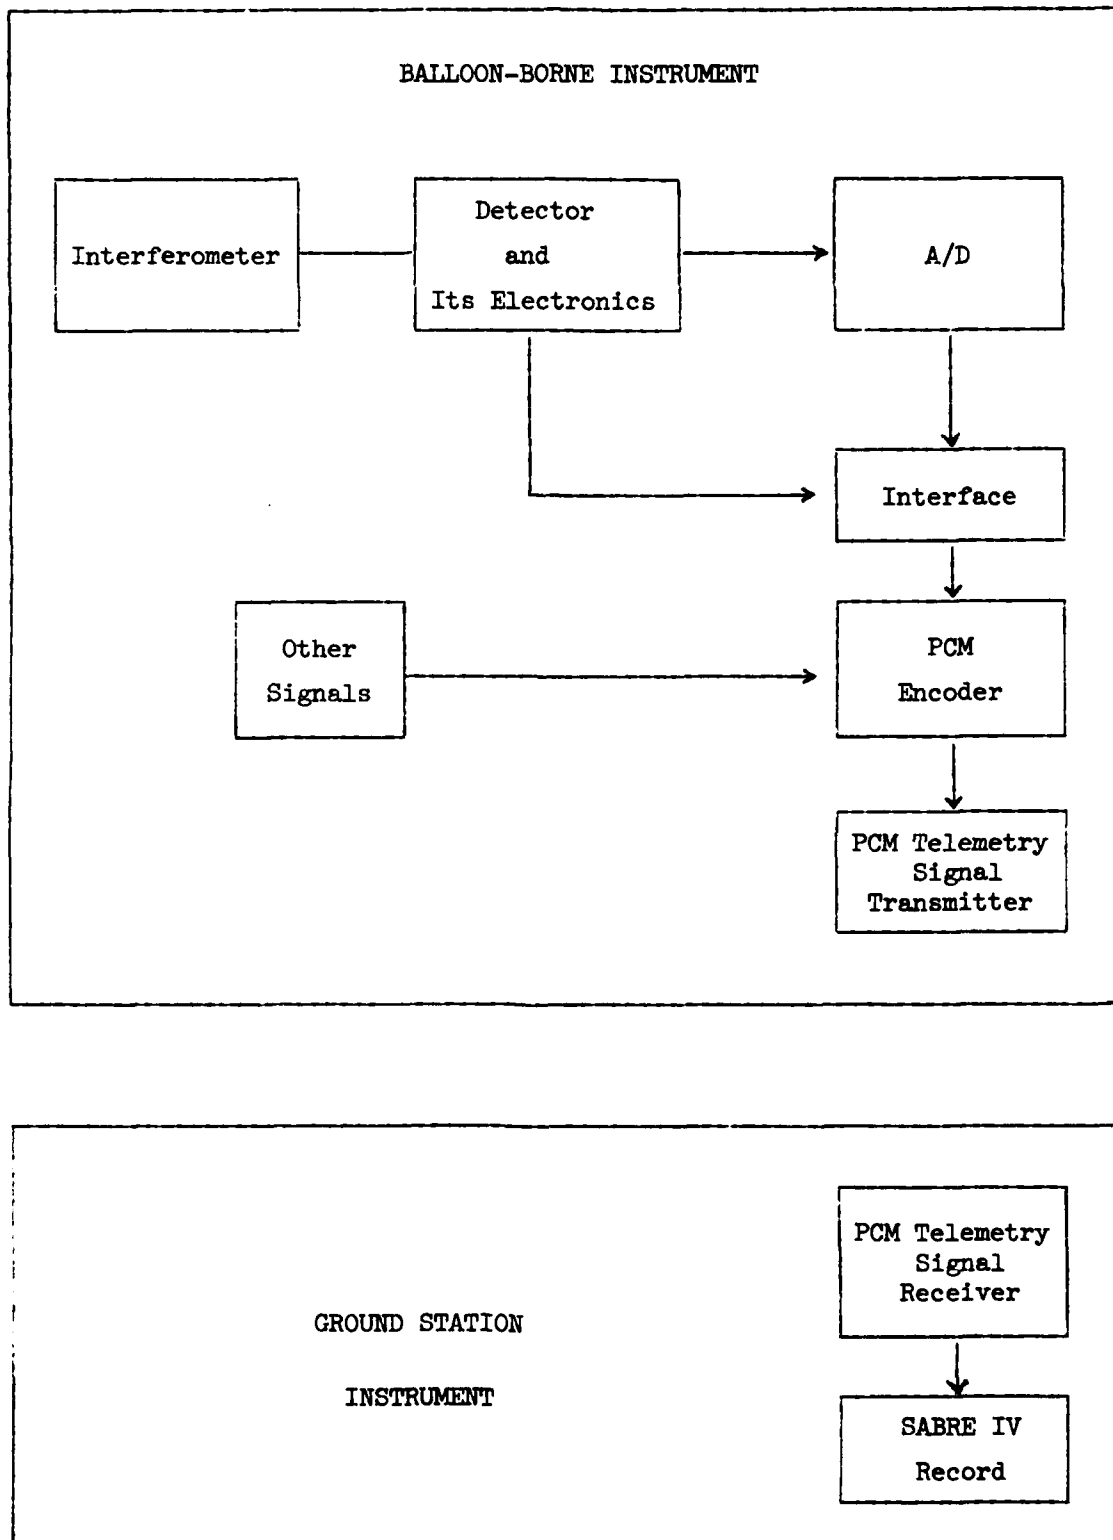 BALLOON-BORNE INSTRUMENT
Interferometer
Detector
and
Its Electronics
A/D
Interface
Other
Signals
PCM
Encoder
PCM Telemetry
Signal
Transmitter
PCM Telemetry
Signal
Receiver
GROUND STATION
INSTRUMENT
SABRE IV
Record